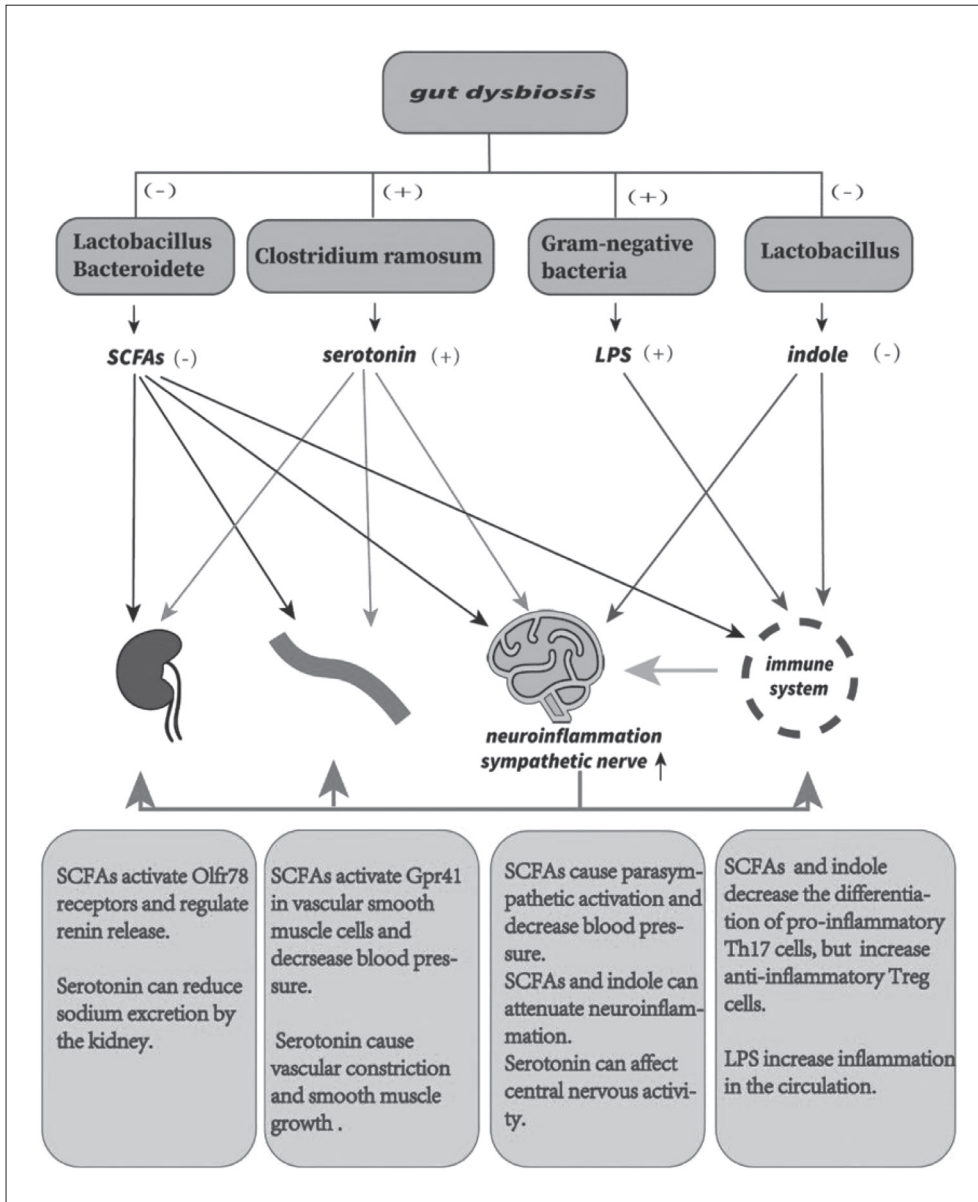 gut dysbiosis
(-)
(+)
(+)
(-)
Lactobacillus
Bacteroidete
Clostridium ramosum
Gram-negative
bacteria
Lactobacillus
SCFAs (-)
serotonin (+)
LPS (+)
indole (-)
immune
system
neuroinflammation
sympathetic nerve
SCFAs activate Olfr78
receptors and regulate
renin release.
Serotonin can reduce
sodium excretion by
the kidney.
SCFAs activate Gpr41
in vascular smooth
muscle cells and
decrsease blood pres-
sure.
Serotonin cause
vascular constriction
and smooth muscle
growth .
SCFAs cause parasym-
pathetic activation and
decrease blood pres-
sure.
SCFAs and indole can
attenuate neuroinflam-
mation.
Serotonin can affect
central nervous activi-
ty.
SCFAs and indole
decrease the differentia-
tion of pro-inflammatory
Th17 cells, but increase
anti-inflammatory Treg
cells.
LPS increase inflammation
in the circulation.